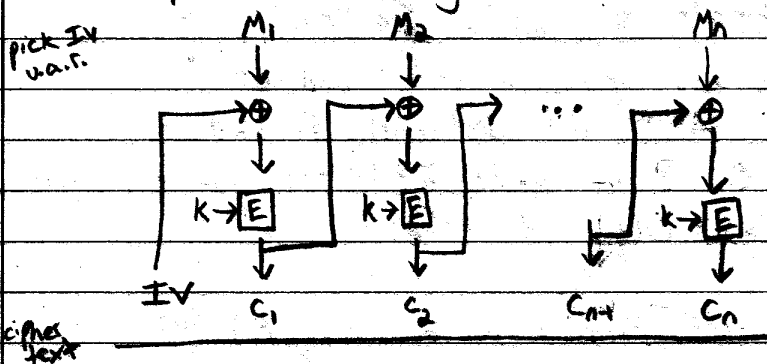 M₁ M₂ Mₙ
pick IV
u.a.r.
⊕ ⊕ ... ⊕
k E k E k E
IV C₁ C₂ Cₙ₋₁ Cₙ
cipher
text